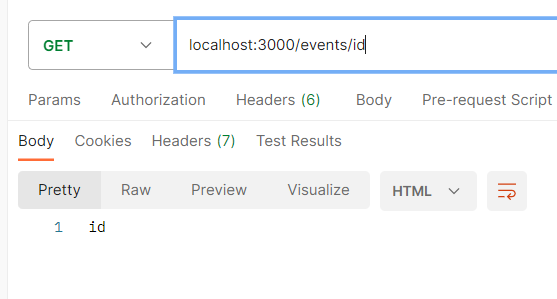 GET localhost:3000/events/id
Params Authorization Headers (6) Body Pre-request Script
Body Cookies Headers (7) Test Results
Pretty Raw Preview Visualize HTML
1 id